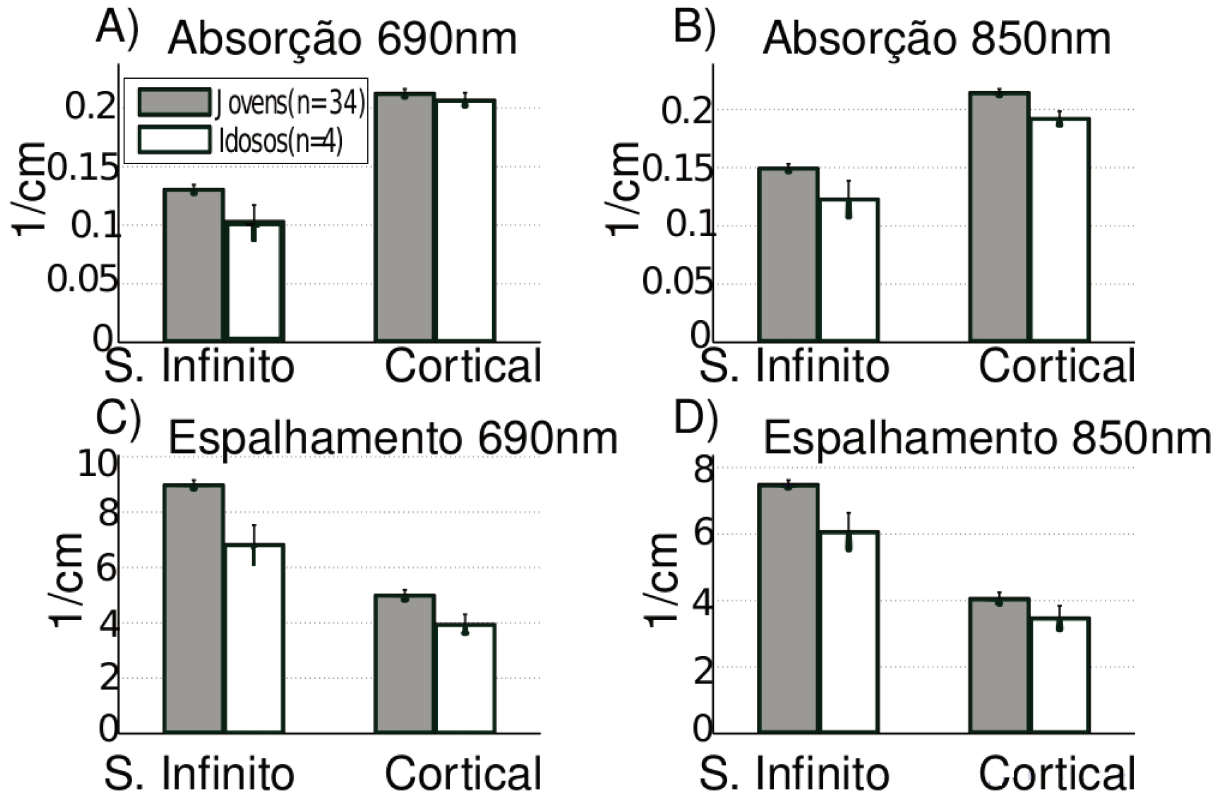 A) Absorção 690nm
Jovens(n=34)
Idosos(n=4)
1/cm
0.2
0.15
0.1
0.05
0
S. Infinito Cortical
B) Absorção 850nm
1/cm
0.2
0.15
0.1
0.05
0
S. Infinito Cortical
C) Espalhamento 690nm
1/cm
10
8
6
4
2
0
S. Infinito Cortical
D) Espalhamento 850nm
1/cm
8
6
4
2
0
S. Infinito Cortical